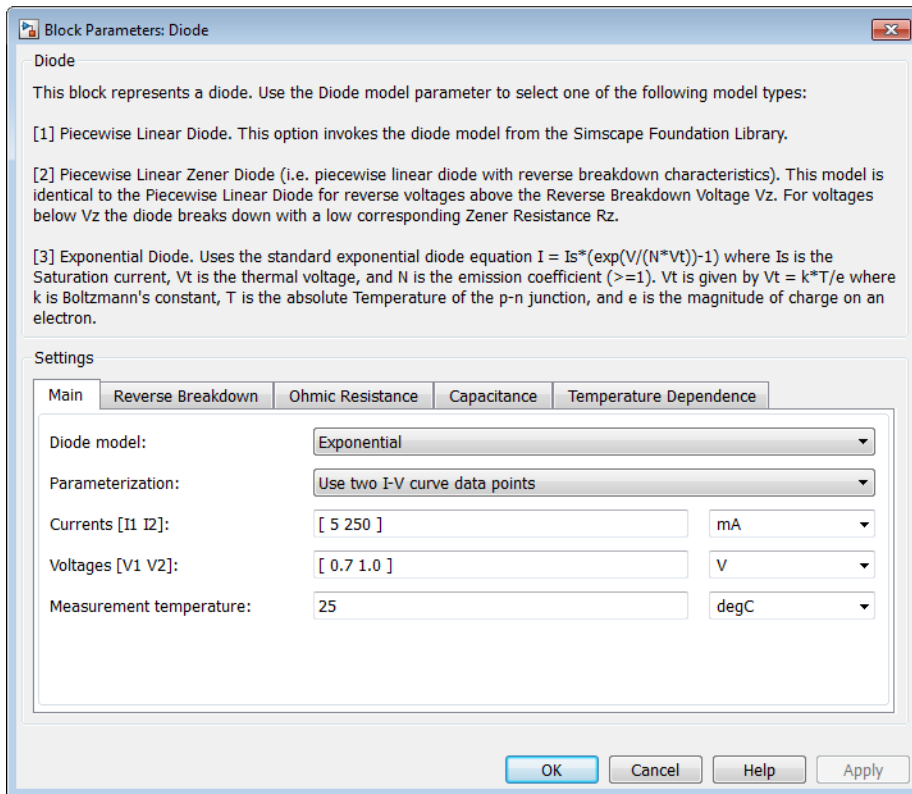 Block Parameters: Diode
Diode
This block represents a diode. Use the Diode model parameter to select one of the following model types:
[1] Piecewise Linear Diode. This option invokes the diode model from the Simscape Foundation Library.
[2] Piecewise Linear Zener Diode (i.e. piecewise linear diode with reverse breakdown characteristics). This model is
identical to the Piecewise Linear Diode for reverse voltages above the Reverse Breakdown Voltage Vz. For voltages
below Vz the diode breaks down with a low corresponding Zener Resistance Rz.
[3] Exponential Diode. Uses the standard exponential diode equation I = Is*(exp(V/(N*Vt))-1) where Is is the
Saturation current, Vt is the thermal voltage, and N is the emission coefficient (>=1). Vt is given by Vt = k*T/e where
k is Boltzmann's constant, T is the absolute Temperature of the p-n junction, and e is the magnitude of charge on an
electron.
Settings
Main Reverse Breakdown Ohmic Resistance Capacitance Temperature Dependence
Diode model: Exponential
Parameterization: Use two I-V curve data points
Currents [I1 I2]: [ 5 250 ] mA
Voltages [V1 V2]: [ 0.7 1.0 ] V
Measurement temperature: 25 degC
OK Cancel Help Apply